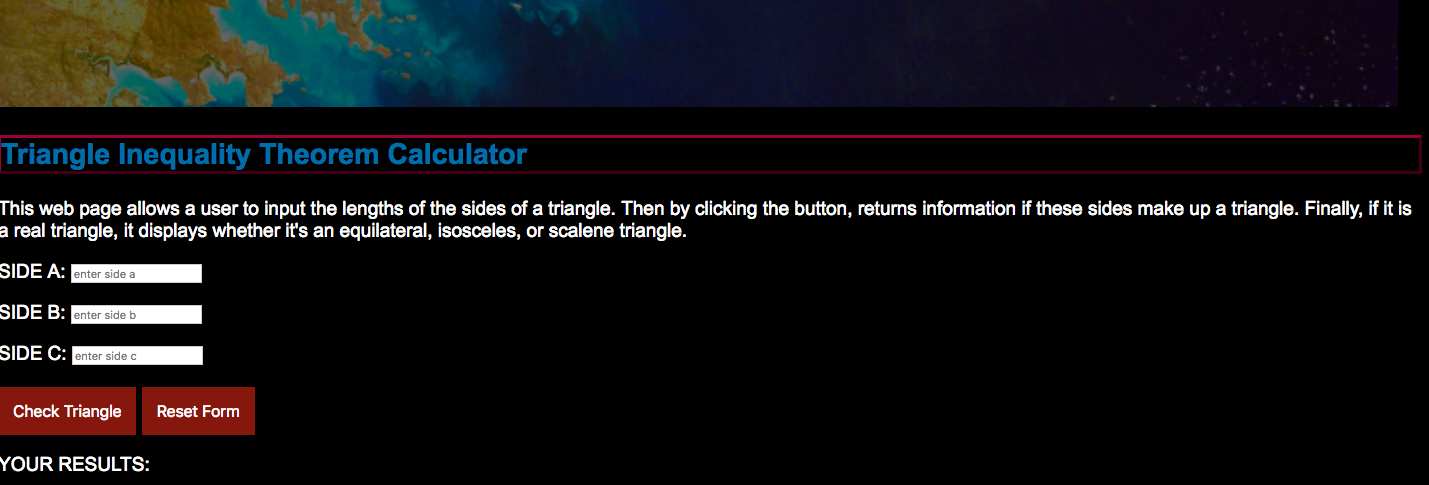 Triangle Inequality Theorem Calculator
This web page allows a user to input the lengths of the sides of a triangle. Then by clicking the button, returns information if these sides make up a triangle. Finally, if it is
a real triangle, it displays whether it's an equilateral, isosceles, or scalene triangle.
SIDE A: enter side a
SIDE B: enter side b
SIDE C: enter side c
Check Triangle Reset Form
YOUR RESULTS: